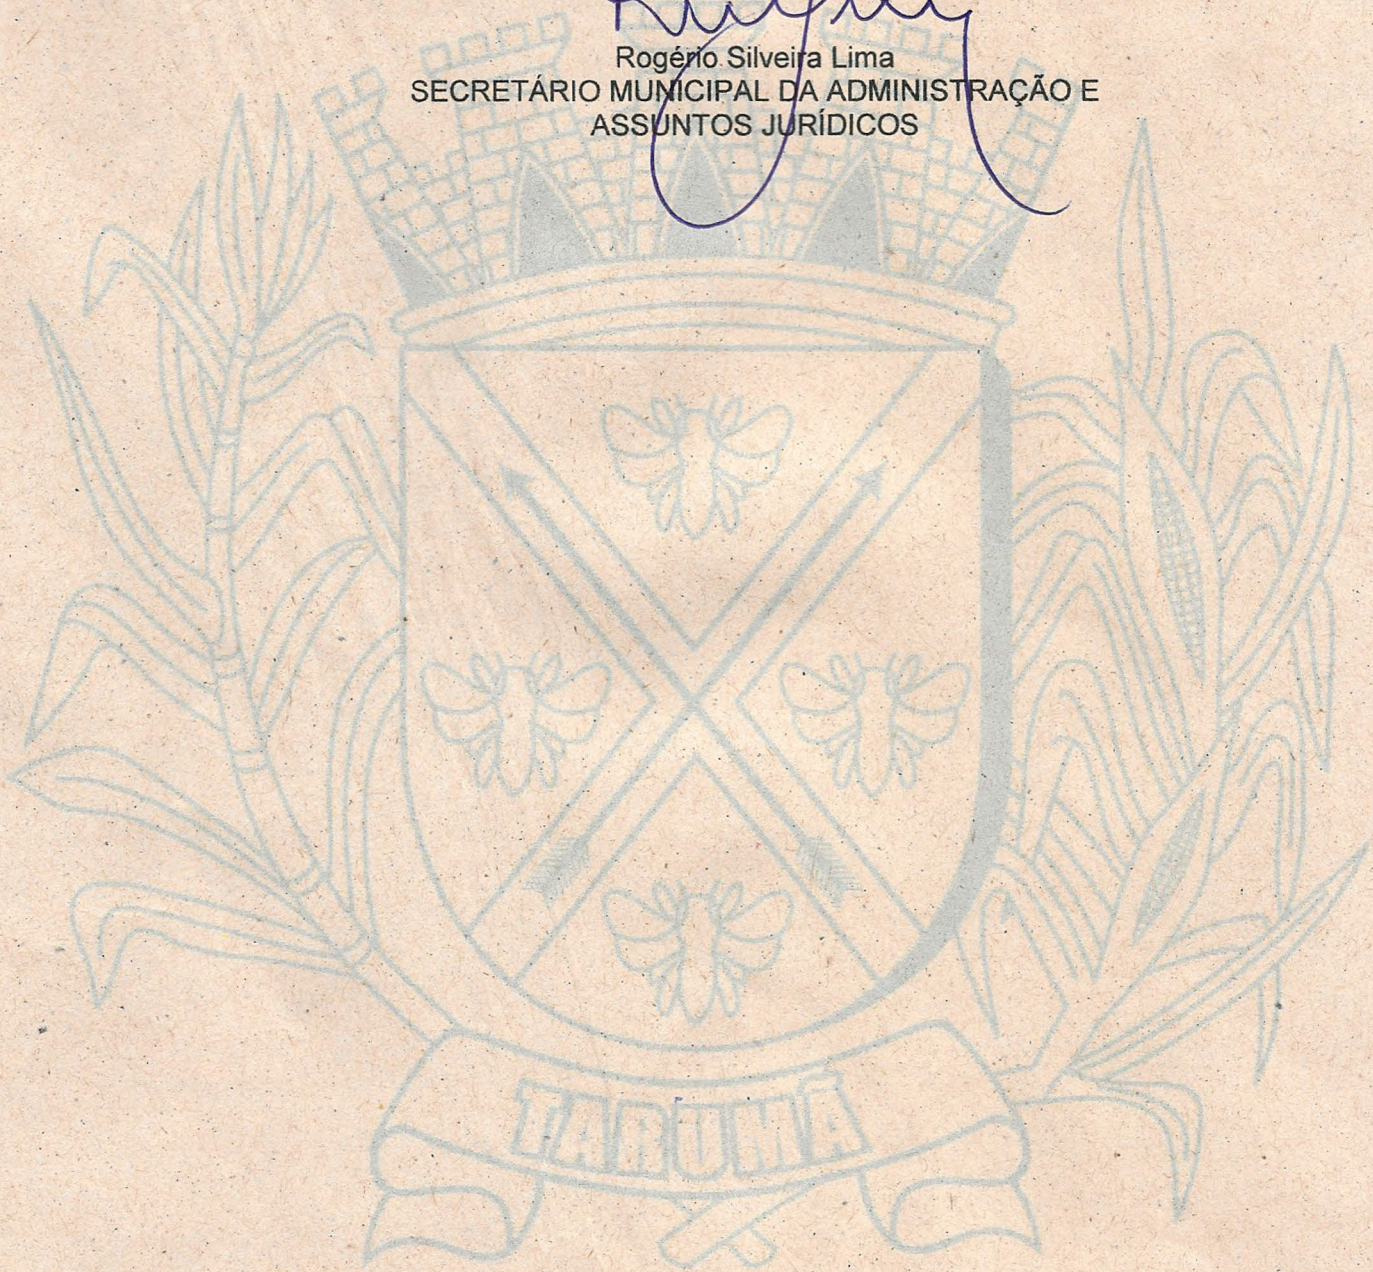 Rogério Silveira Lima
SECRETÁRIO MUNICIPAL DA ADMINISTRAÇÃO E
ASSUNTOS JURÍDICOS
TARUMÃ